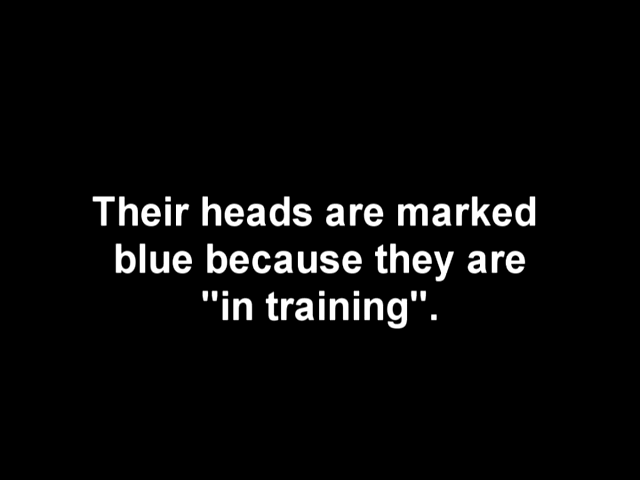 Their heads are marked
blue because they are
"in training".